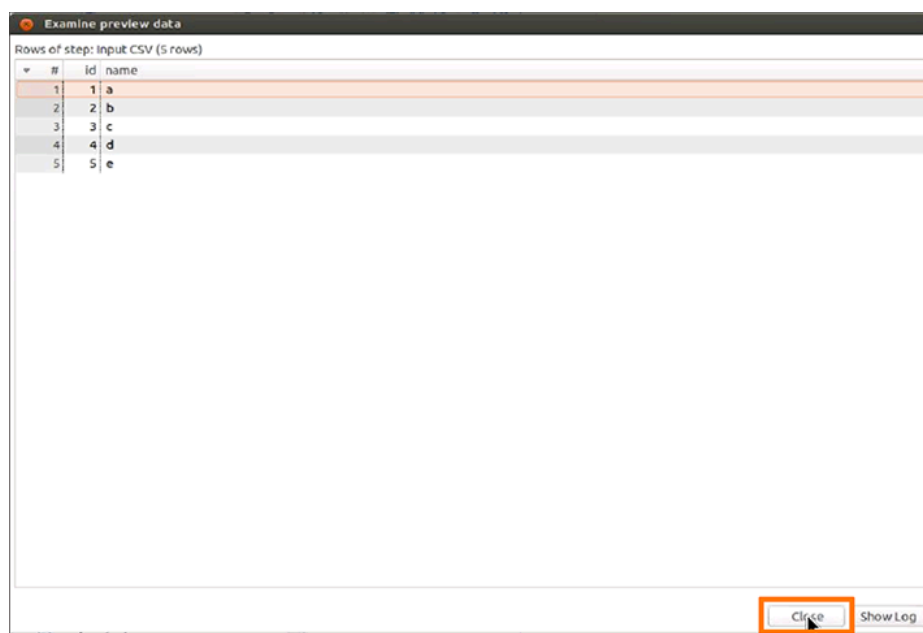 Examine preview data
Rows of step: Input CSV (5 rows)
# id name
1 1 a
2 2 b
3 3 c
4 4 d
5 5 e
Close Show Log